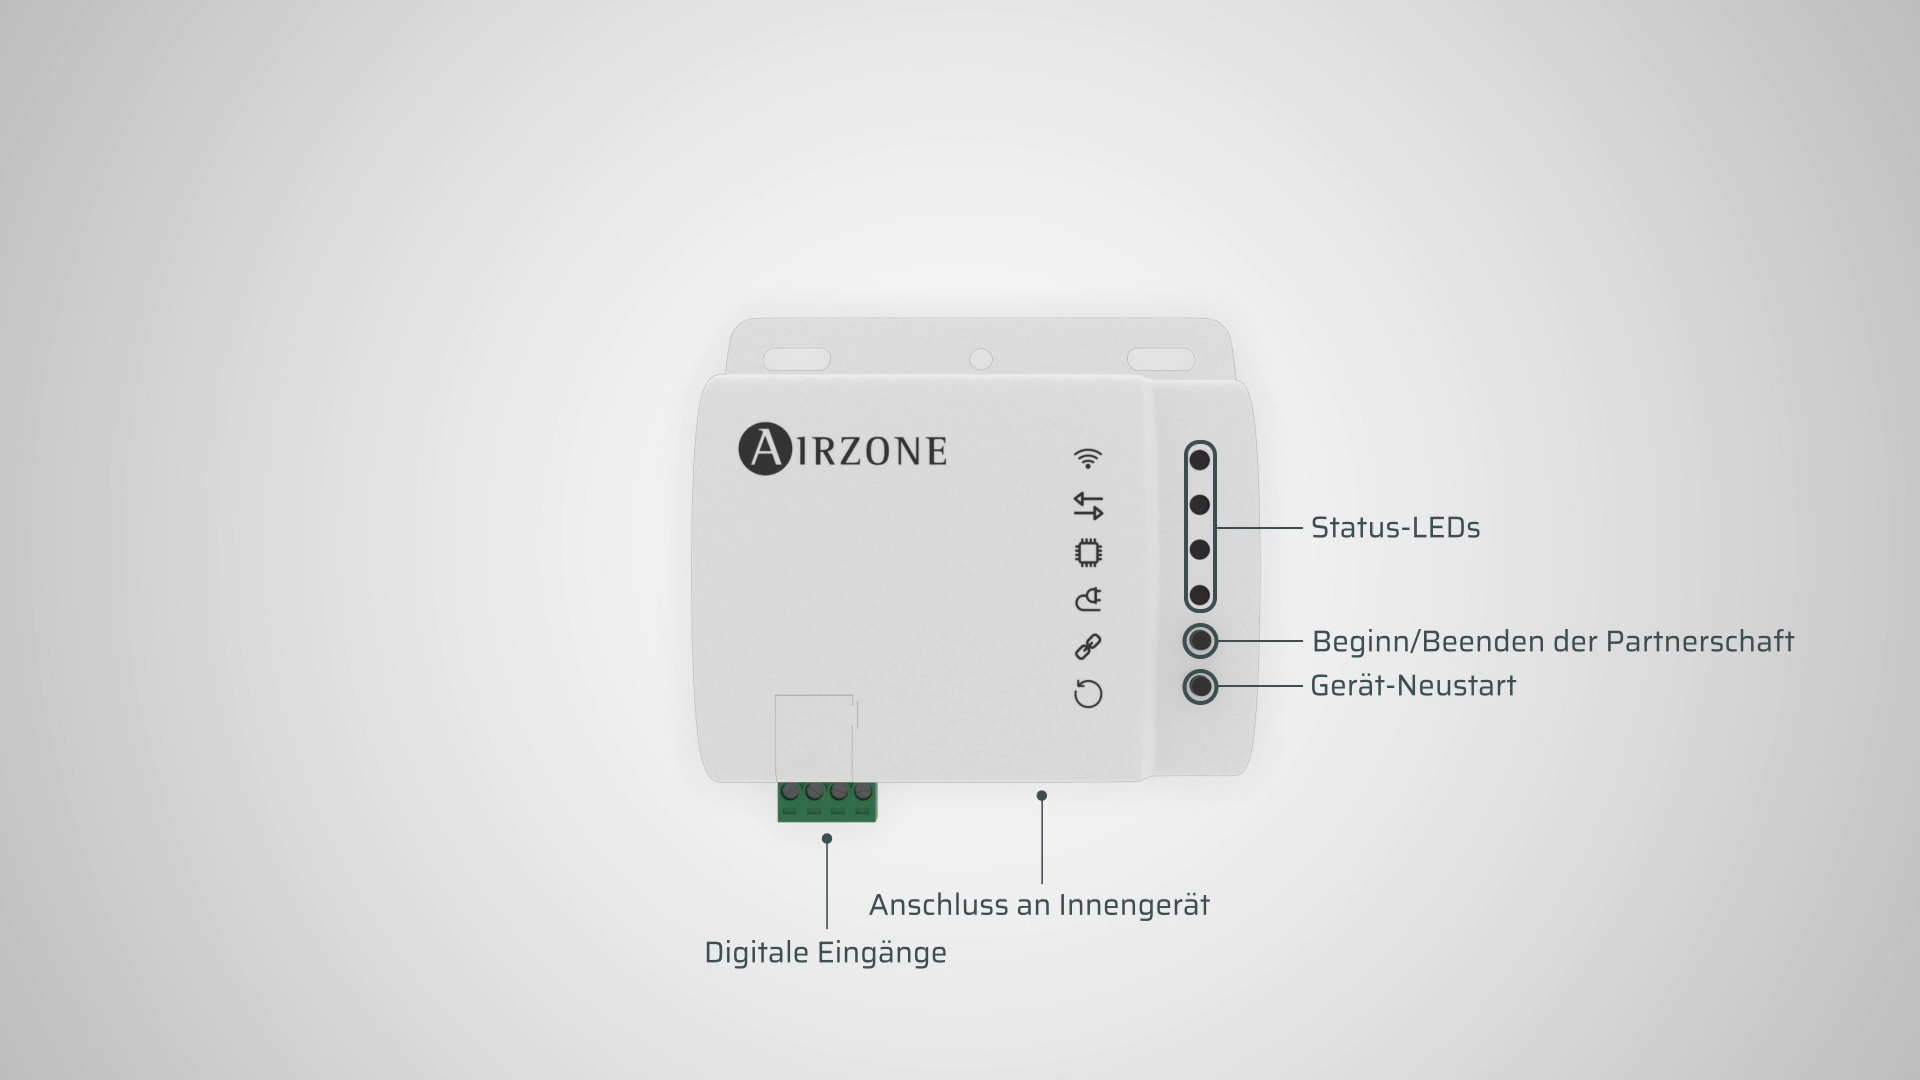 AIRZONE
Status-LEDs
Beginn/Beenden der Partnerschaft
Gerät-Neustart
Anschluss an Innengerät
Digitale Eingänge